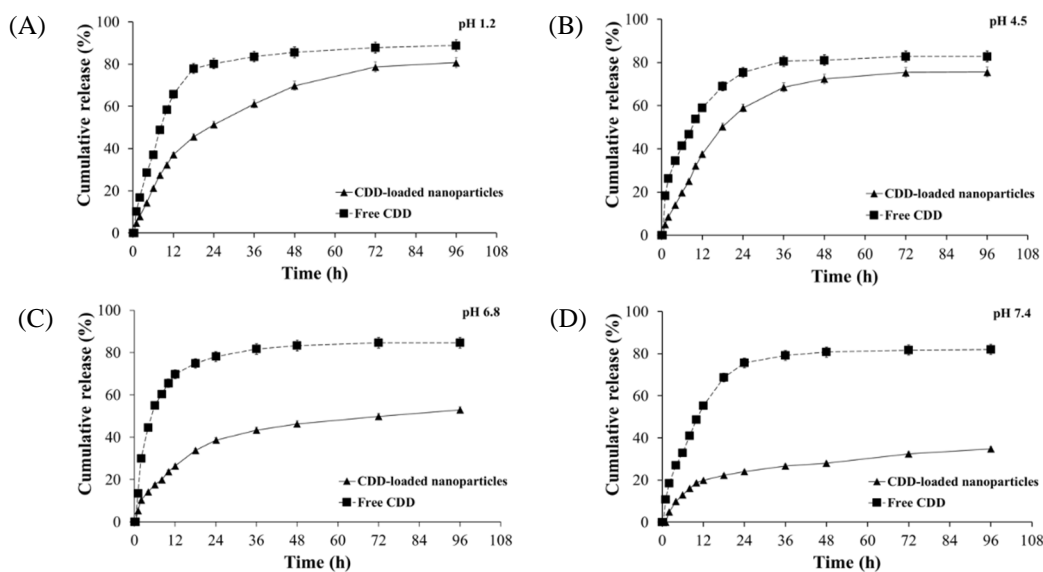 (A)
pH 1.2
Cumulative release (%)
100
80
60
40
20
0
CDD-loaded nanoparticles
Free CDD
0 12 24 36 48 60 72 84 96 108
Time (h)
(B)
pH 4.5
Cumulative release (%)
100
80
60
40
20
0
CDD-loaded nanoparticles
Free CDD
0 12 24 36 48 60 72 84 96 108
Time (h)
(C)
pH 6.8
Cumulative release (%)
100
80
60
40
20
0
CDD-loaded nanoparticles
Free CDD
0 12 24 36 48 60 72 84 96 108
Time (h)
(D)
pH 7.4
Cumulative release (%)
100
80
60
40
20
0
CDD-loaded nanoparticles
Free CDD
0 12 24 36 48 60 72 84 96 108
Time (h)